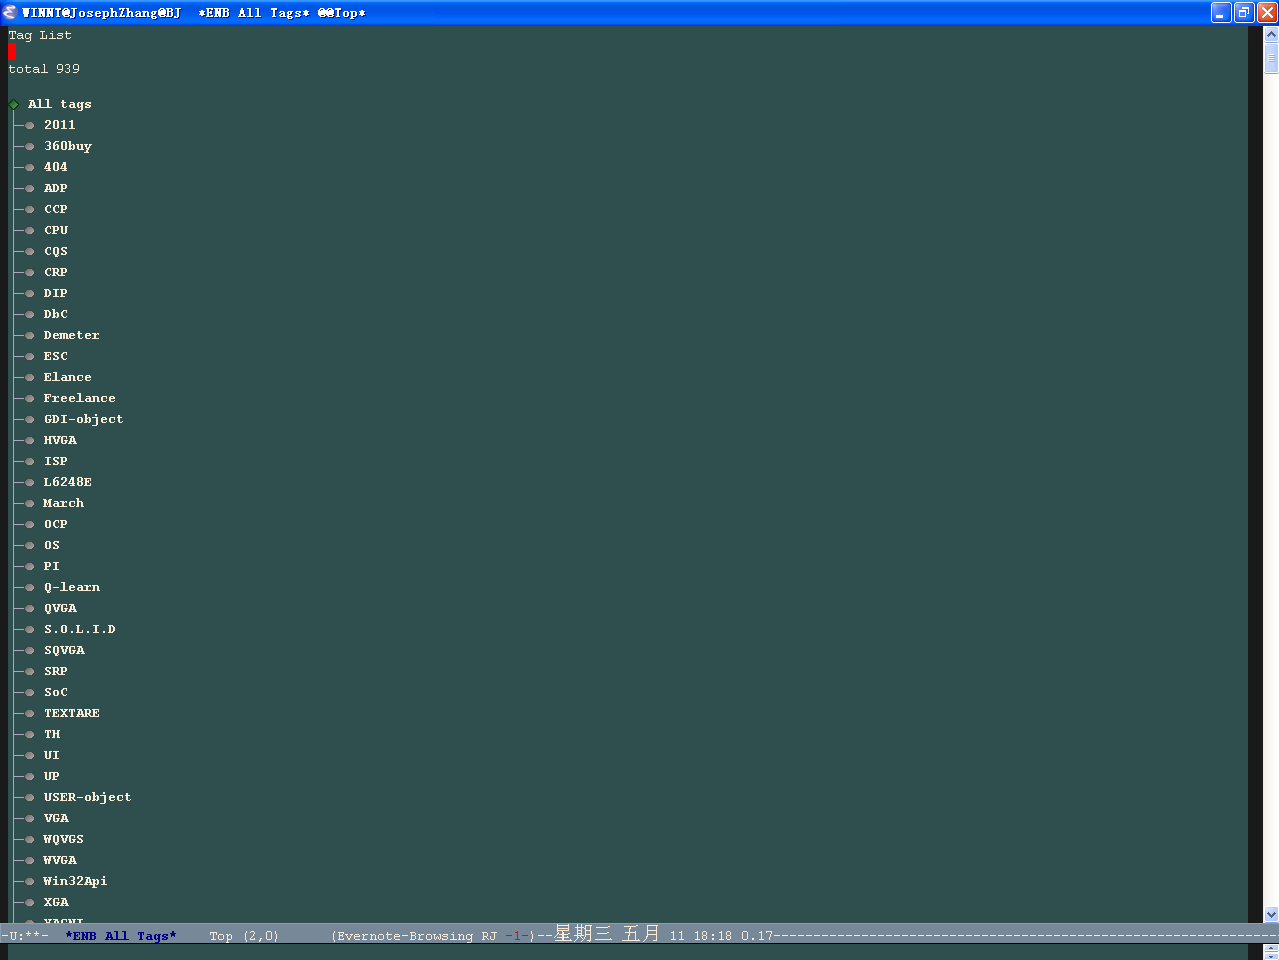 WINNT@JosephZhang@BJ  *ENB All Tags* @@Top*
Tag List
total 939
All tags
2011
360buy
404
ADP
CCP
CPU
CQS
CRP
DIP
DbC
Demeter
ESC
Elance
Freelance
GDI-object
HVGA
ISP
L6248E
March
OCP
OS
PI
Q-learn
QVGA
S.O.L.I.D
SQVGA
SRP
SoC
TEXTARE
TH
UI
UP
USER-object
VGA
WQVGS
WVGA
Win32Api
XGA
YAGNI
-U:**-  *ENB All Tags*    Top (2,0)      (Evernote-Browsing RJ -1-)--星期三 五月 11 18:18 0.17---------------------------------------------------------------